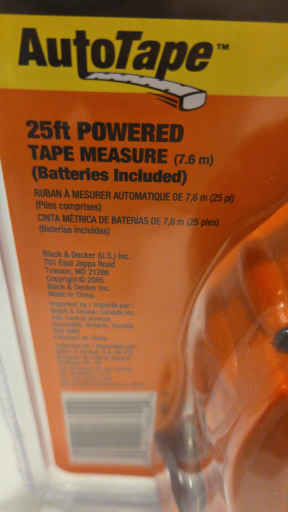 AutoTape™
25ft POWERED
TAPE MEASURE (7.6 m)
(Batteries Included)
RUBAN À MESURER AUTOMATIQUE DE 7,6 m (25 pi)
(Piles comprises)
CINTA MÉTRICA DE BATERIAS DE 7,6 m (25 pies)
(Baterias incluidas)
Black & Decker (U.S.) Inc.
701 East Joppa Road
Towson, MD 21286
Copyright © 2005
Black & Decker Inc.
Made in China